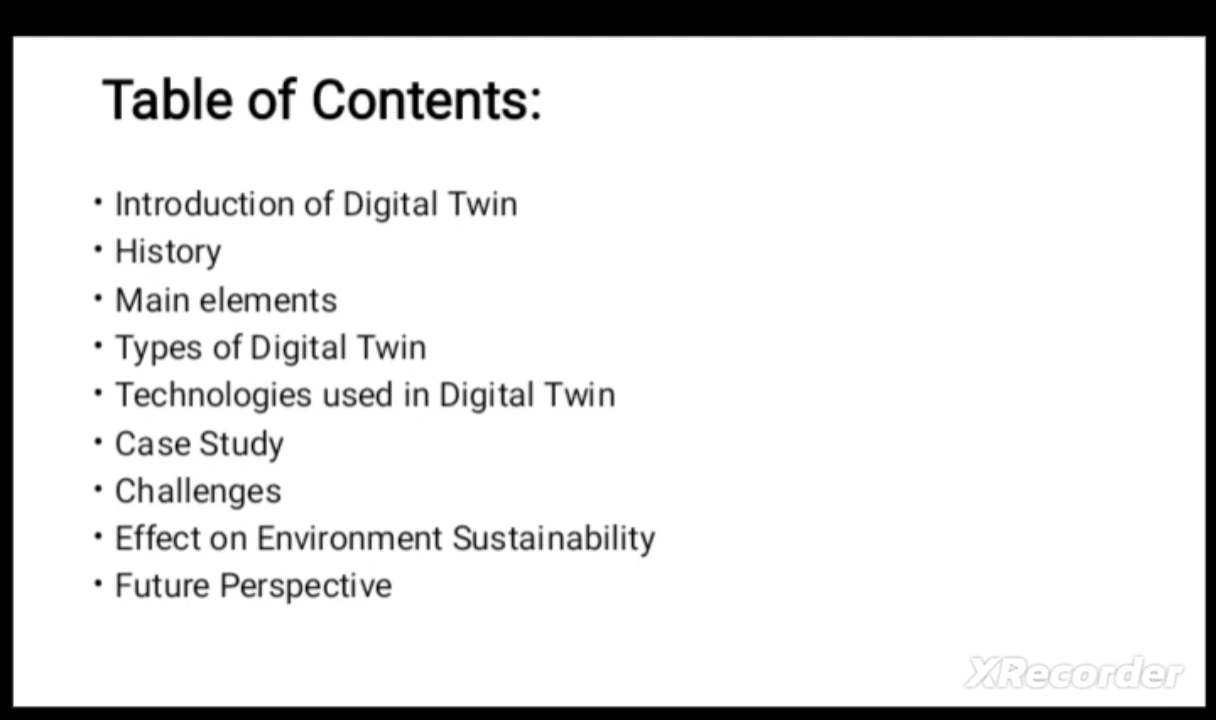 Table of Contents:
• Introduction of Digital Twin
• History
• Main elements
• Types of Digital Twin
• Technologies used in Digital Twin
• Case Study
• Challenges
• Effect on Environment Sustainability
• Future Perspective
XRecorder